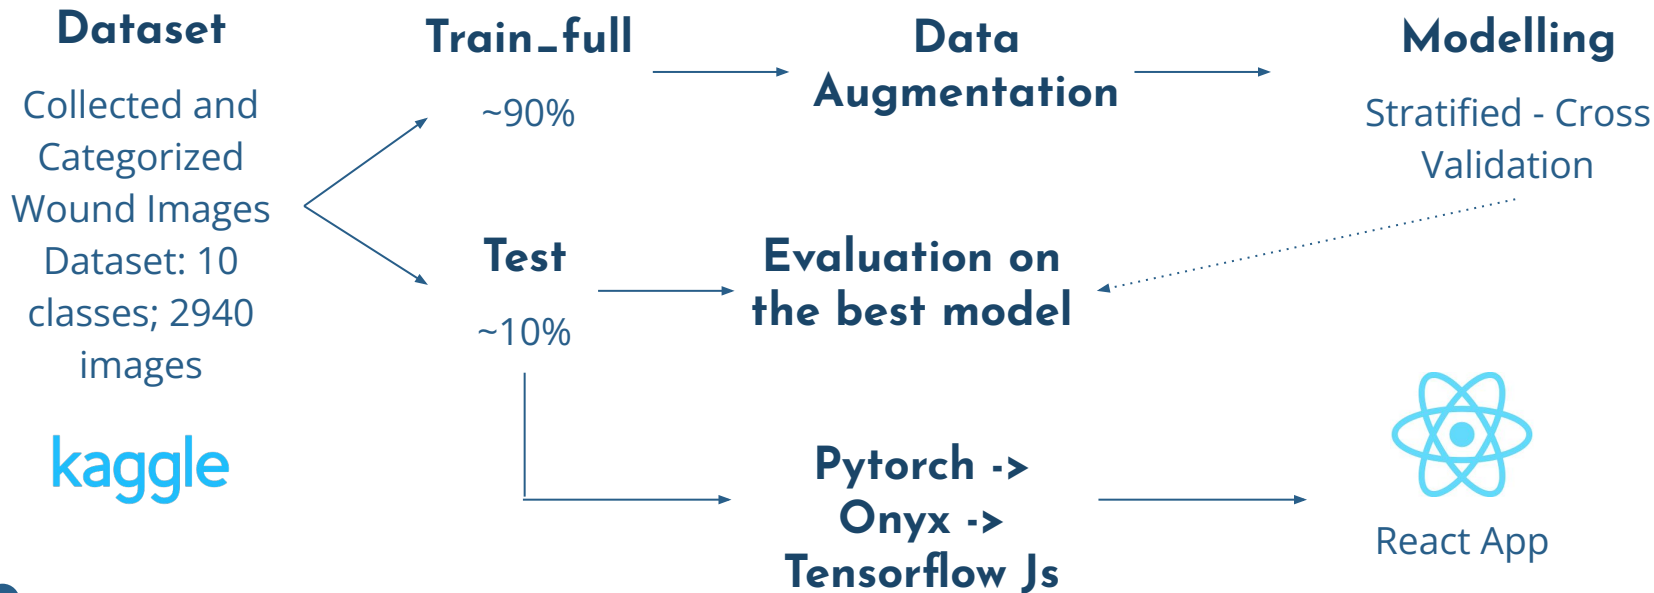 Dataset
Collected and
Categorized
Wound Images
Dataset: 10
classes; 2940
images
kaggle
Train_full
~90%
Data
Augmentation
Modelling
Stratified - Cross
Validation
Test
~10%
Evaluation on
the best model
Pytorch ->
Onyx ->
Tensorflow Js
React App